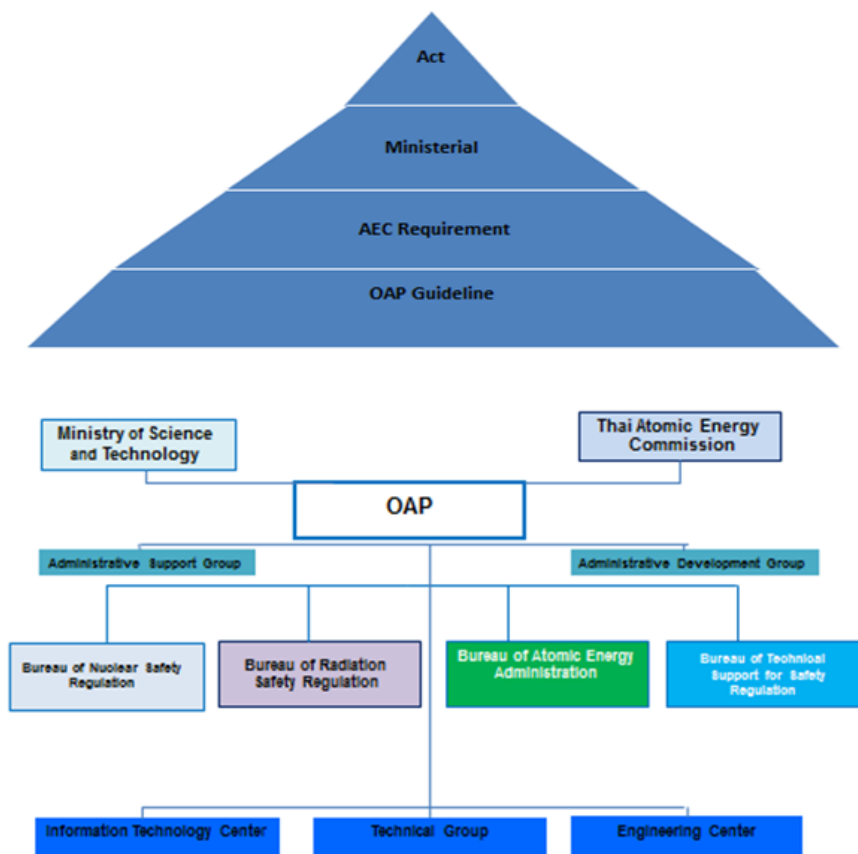 Act
Ministerial
AEC Requirement
OAP Guideline
Ministry of Science
and Technology
Thai Atomic Energy
Commission
OAP
Administrative Support Group
Administrative Development Group
Bureau of Nuclear Safety
Regulation
Bureau of Radiation
Safety Regulation
Bureau of Atomic Energy
Administration
Bureau of Technical
Support for Safety
Regulation
Information Technology Center
Technical Group
Engineering Center